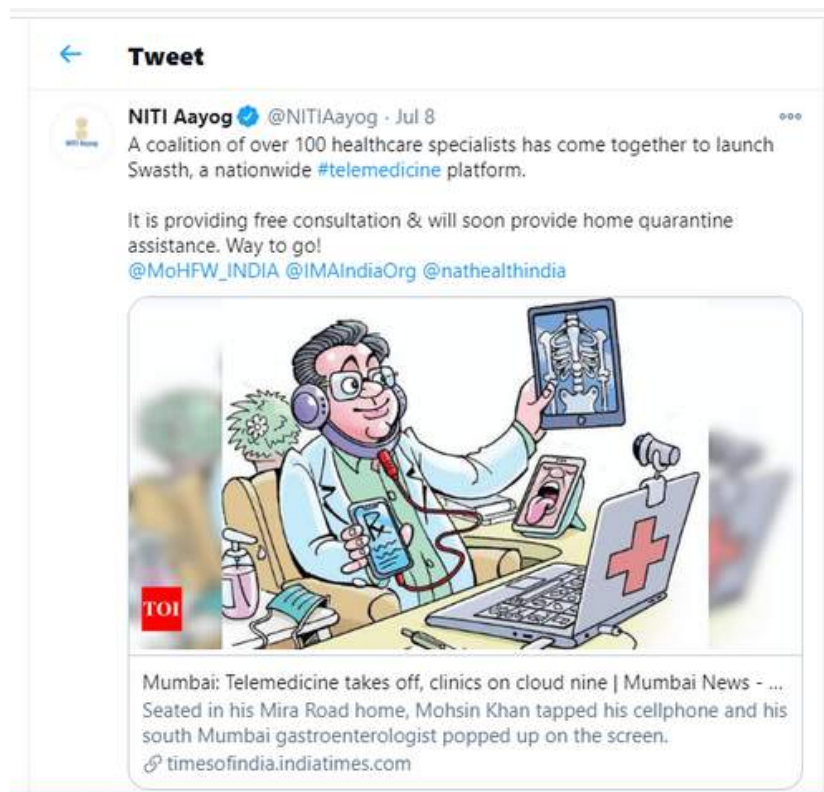 Tweet
NITI Aayog @NITIAayog · Jul 8
A coalition of over 100 healthcare specialists has come together to launch
Swasth, a nationwide #telemedicine platform.
It is providing free consultation & will soon provide home quarantine
assistance. Way to go!
@MoHFW_INDIA @IMAIndiaOrg @nathealthindia
TOI
Mumbai: Telemedicine takes off, clinics on cloud nine | Mumbai News - ...
Seated in his Mira Road home, Mohsin Khan tapped his cellphone and his
south Mumbai gastroenterologist popped up on the screen.
timesofindia.indiatimes.com